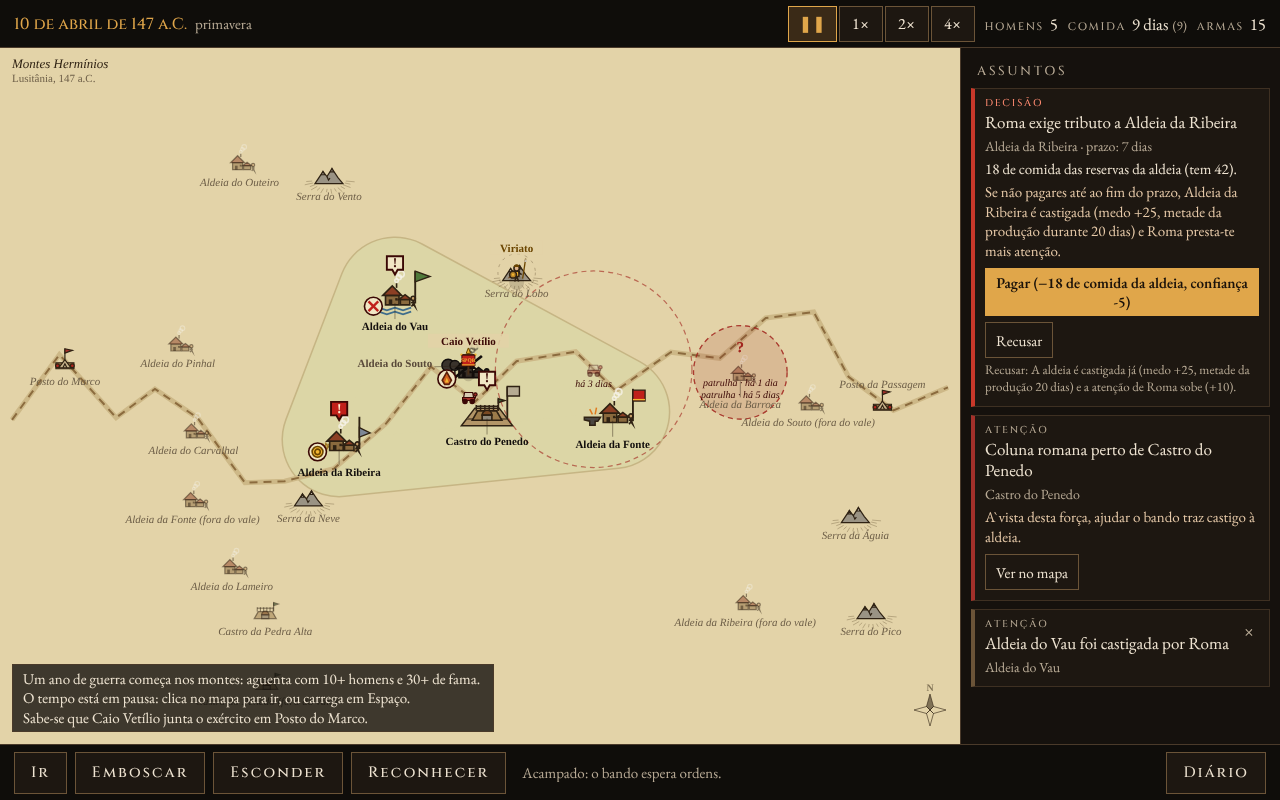 10 DE ABRIL DE 147 A.C. primavera
❚❚ 1× 2× 4× HOMENS 5 COMIDA 9 dias (9) ARMAS 15
Montes Hermínios
Lusitânia, 147 a.C.
Aldeia do Outeiro
Serra do Vento
Viriato
Serra do Lobo
Aldeia do Vau
Caio Vetílio
Aldeia do Souto
Aldeia do Pinhal
Posto do Marco
há 3 dias
?
patrulha · há 1 dia
patrulha · há 5 dias
Aldeia da Barroca
Posto da Passagem
Aldeia do Souto (fora do vale)
Castro do Penedo
Aldeia da Fonte
Aldeia do Carvalhal
Aldeia da Ribeira
Aldeia da Fonte (fora do vale)
Serra da Neve
Serra da Águia
Aldeia do Lameiro
Castro da Pedra Alta
Aldeia da Ribeira (fora do vale)
Serra do Pico
Um ano de guerra começa nos montes: aguenta com 10+ homens e 30+ de fama.
O tempo está em pausa: clica no mapa para ir, ou carrega em Espaço.
Sabe-se que Caio Vetílio junta o exército em Posto do Marco.
N
ASSUNTOS
DECISÃO
Roma exige tributo a Aldeia da Ribeira
Aldeia da Ribeira · prazo: 7 dias
18 de comida das reservas da aldeia (tem 42).
Se não pagares até ao fim do prazo, Aldeia da
Ribeira é castigada (medo +25, metade da
produção durante 20 dias) e Roma presta-te
mais atenção.
Pagar (−18 de comida da aldeia, confiança
-5)
Recusar
Recusar: A aldeia é castigada já (medo +25, metade da
produção 20 dias) e a atenção de Roma sobe (+10).
ATENÇÃO
Coluna romana perto de Castro do
Penedo
Castro do Penedo
À vista desta força, ajudar o bando traz castigo à
aldeia.
Ver no mapa
ATENÇÃO
Aldeia do Vau foi castigada por Roma
×
Aldeia do Vau
IR EMBOSCAR ESCONDER RECONHECER Acampado: o bando espera ordens. DIÁRIO